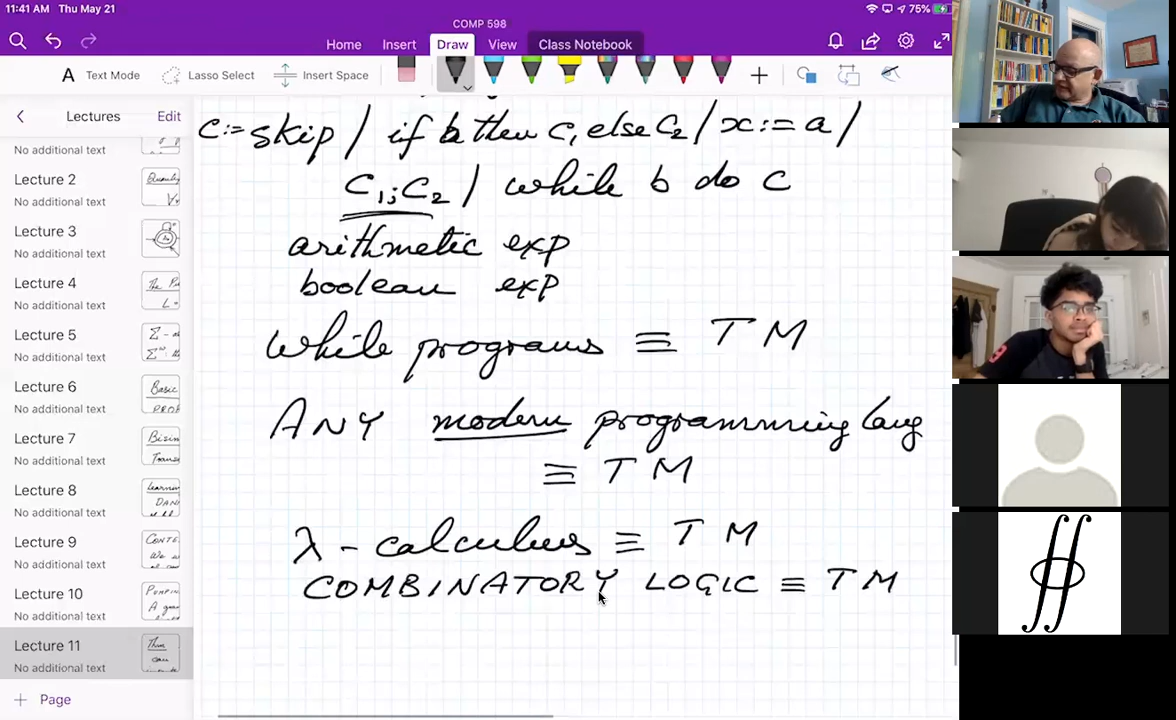 11:41 AM Thu May 21
75%
COMP 598
Home Insert Draw View Class Notebook
A Text Mode Lasso Select Insert Space
Lectures Edit
No additional text
Lecture 2
No additional text
Lecture 3
No additional text
Lecture 4
No additional text
Lecture 5
No additional text
Lecture 6
No additional text
Lecture 7
No additional text
Lecture 8
No additional text
Lecture 9
No additional text
Lecture 10
No additional text
Lecture 11
No additional text
+ Page
c:= skip / if b then c1 else c2 / x:= a /
c1;c2 / while b do c
arithmetic exp
boolean exp
While programs ≡ TM
ANY modern programming lang
≡ TM
λ-calculus ≡ TM
COMBINATORY LOGIC ≡ TM
∯